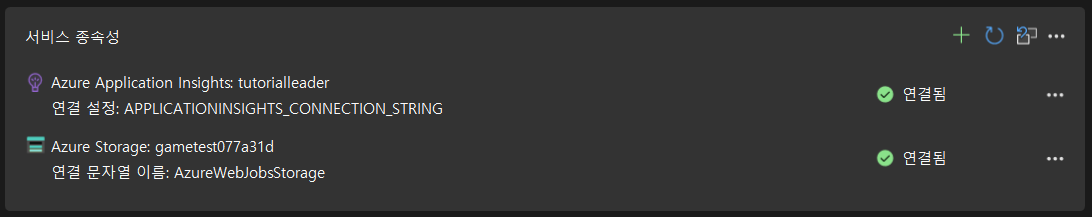 서비스 종속성
Azure Application Insights: tutorialleader
연결 설정: APPLICATIONINSIGHTS_CONNECTION_STRING
연결됨
Azure Storage: gametest077a31d
연결 문자열 이름: AzureWebJobsStorage
연결됨